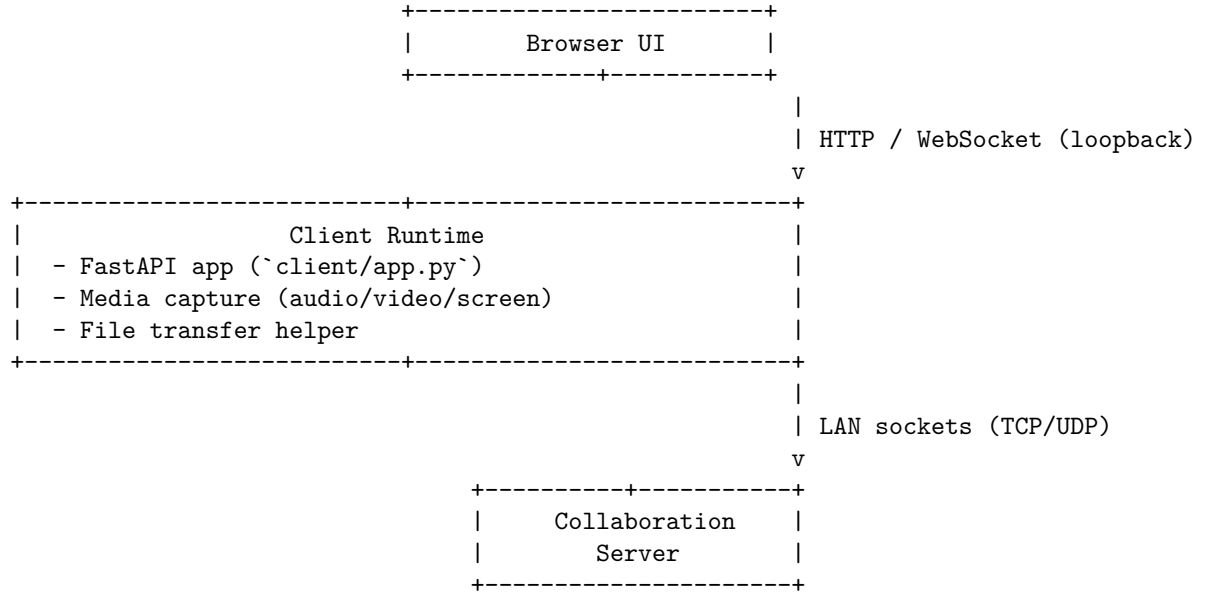 +---------------------------+
|        Browser UI       |
+-------------+-----------+
|
| HTTP / WebSocket (loopback)
v
+---------------------------+---------------------------+
|                    Client Runtime                      |
|  - FastAPI app (`client/app.py`)                       |
|  - Media capture (audio/video/screen)                  |
|  - File transfer helper                                |
+---------------------------+---------------------------+
|
| LAN sockets (TCP/UDP)
v
+----------+-----------+
|     Collaboration    |
|        Server        |
+----------------------+